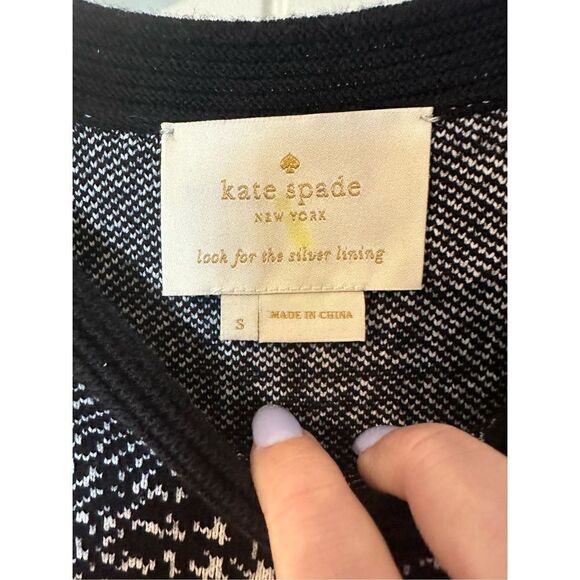 kate spade
NEW YORK
look for the silver lining
S
MADE IN CHINA